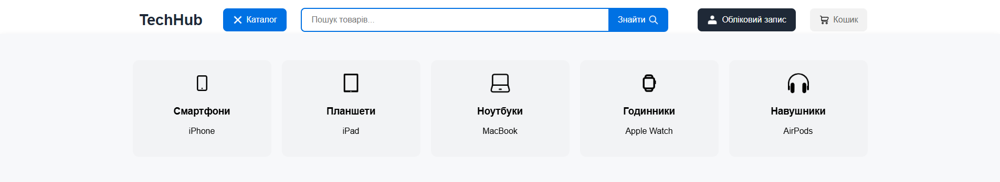 TechHub
Каталог
Пошук товарів...
Знайти
Обліковий запис
Кошик
Смартфони
iPhone
Планшети
iPad
Ноутбуки
MacBook
Годинники
Apple Watch
Навушники
AirPods